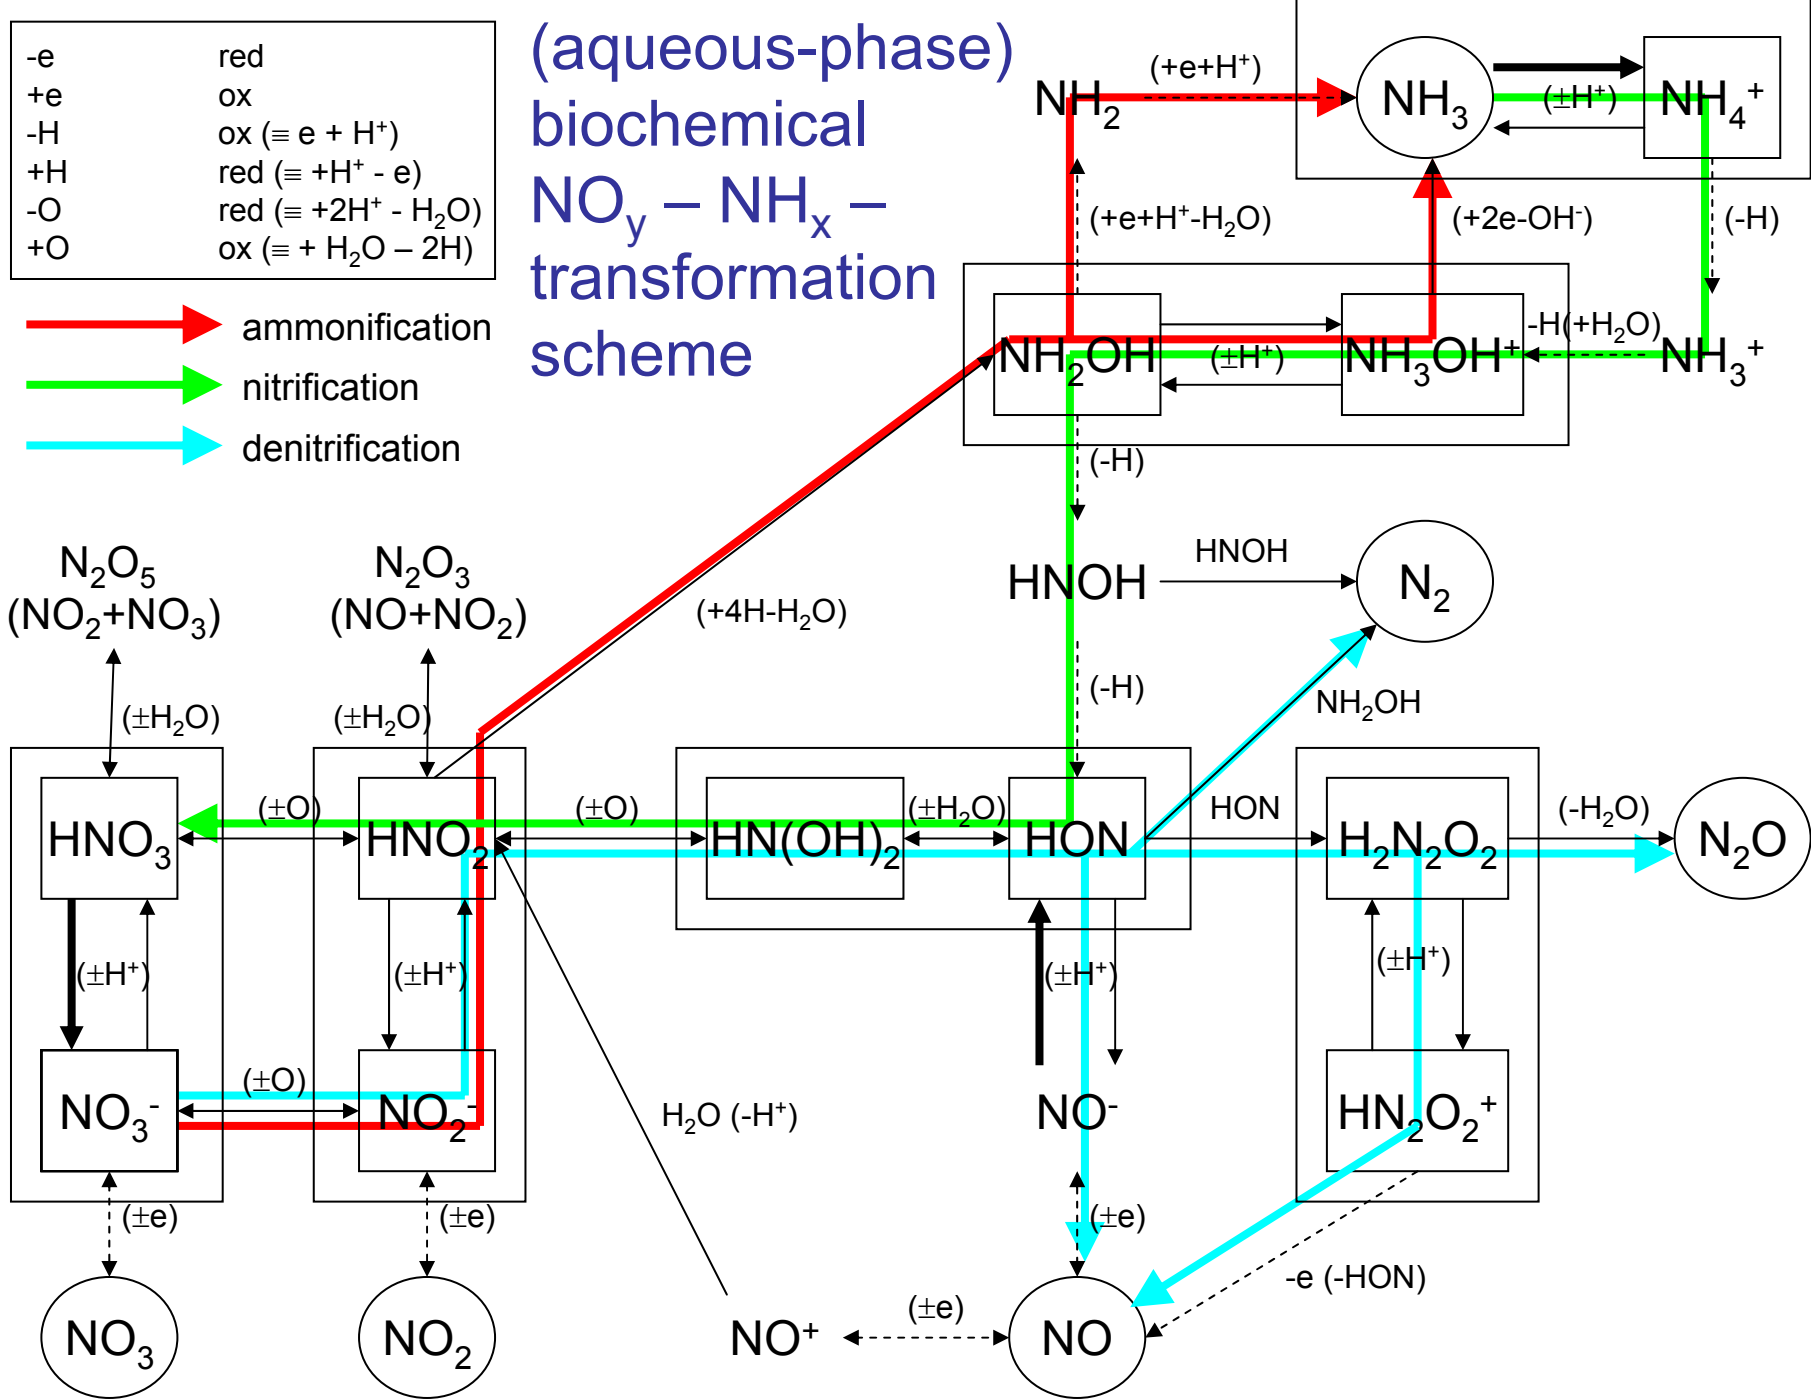 -e red
+e ox
-H ox (≡ e + H⁺)
+H red (≡ +H⁺ - e)
-O red (≡ +2H⁺ - H₂O)
+O ox (≡ + H₂O – 2H)
ammonification
nitrification
denitrification
(aqueous-phase)
biochemical
NOᵧ – NHₓ –
transformation
scheme
NH₂ (+e+H⁺) NH₃ (±H⁺) NH₄⁺
(+e+H⁺-H₂O) (+2e-OH⁻) (-H)
NH₂OH (±H⁺) NH₃OH⁺ -H(+H₂O) NH₃⁺
(-H)
N₂O₅ N₂O₃ HNOH HNOH N₂
(NO₂+NO₃) (NO+NO₂) (+4H-H₂O)
(±H₂O) (±H₂O) (-H) NH₂OH
HNO₃ (±O) HNO₂ (±O) HN(OH)₂ (±H₂O) HON HON H₂N₂O₂ (-H₂O) N₂O
(±H⁺) (±H⁺) (±H⁺) (±H⁺)
NO₃⁻ (±O) NO₂⁻ H₂O (-H⁺) NO⁻ HN₂O₂⁺
(±e) (±e) (±e) -e (-HON)
NO₃ NO₂ NO⁺ (±e) NO